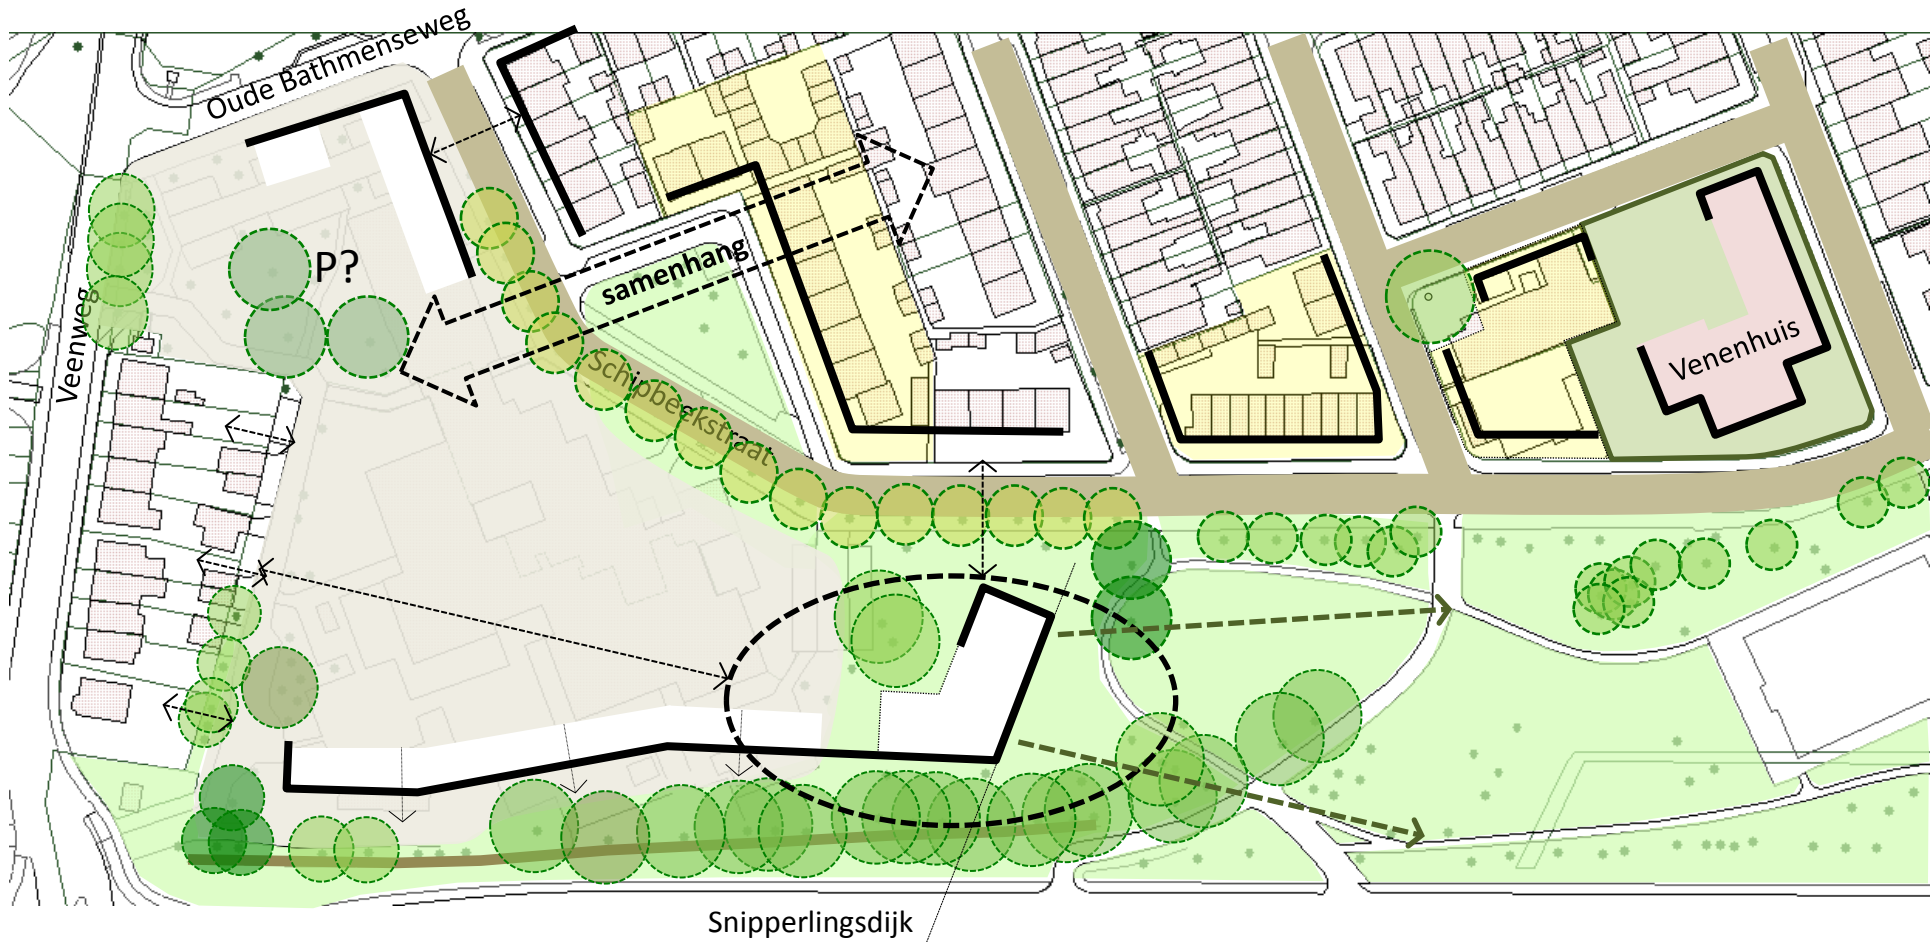 Oude Bathmenseweg
P?
samenhang
Veenweg
Schipbeekstraat
Venenhuis
Snipperlingsdijk